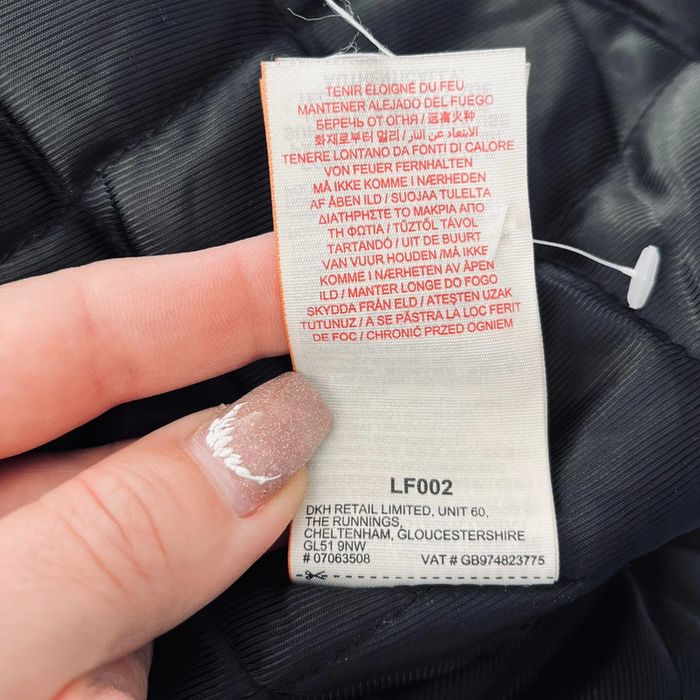 TENIR ÉLOIGNÉ DU FEU
MANTENER ALEJADO DEL FUEGO
БЕРЕЧЬ ОТ ОГНЯ / 远离火种
화재로부터 멀리 / الابتعاد عن النار
TENERE LONTANO DA FONTI DI CALORE
VON FEUER FERNHALTEN
MÅ IKKE KOMME I NÆRHEDEN
AF ÅBEN ILD / SUOJAA TULELTA
ΔΙΑΤΗΡΗΣΤΕ ΤΟ ΜΑΚΡΙΑ ΑΠΟ
ΤΗ ΦΩΤΙΑ / TŰZTŐL TÁVOL
TARTANDÓ / UIT DE BUURT
VAN VUUR HOUDEN /MÅ IKKE
KOMME I NÆRHETEN AV ÅPEN
ILD / MANTER LONGE DO FOGO
SKYDDA FRÅN ELD / ATEŞTEN UZAK
TUTUNUZ / A SE PĂSTRA LA LOC FERIT
DE FOC / CHRONIĆ PRZED OGNIEM
LF002
DKH RETAIL LIMITED, UNIT 60,
THE RUNNINGS,
CHELTENHAM, GLOUCESTERSHIRE
GL51 9NW
# 07063508 VAT # GB974823775